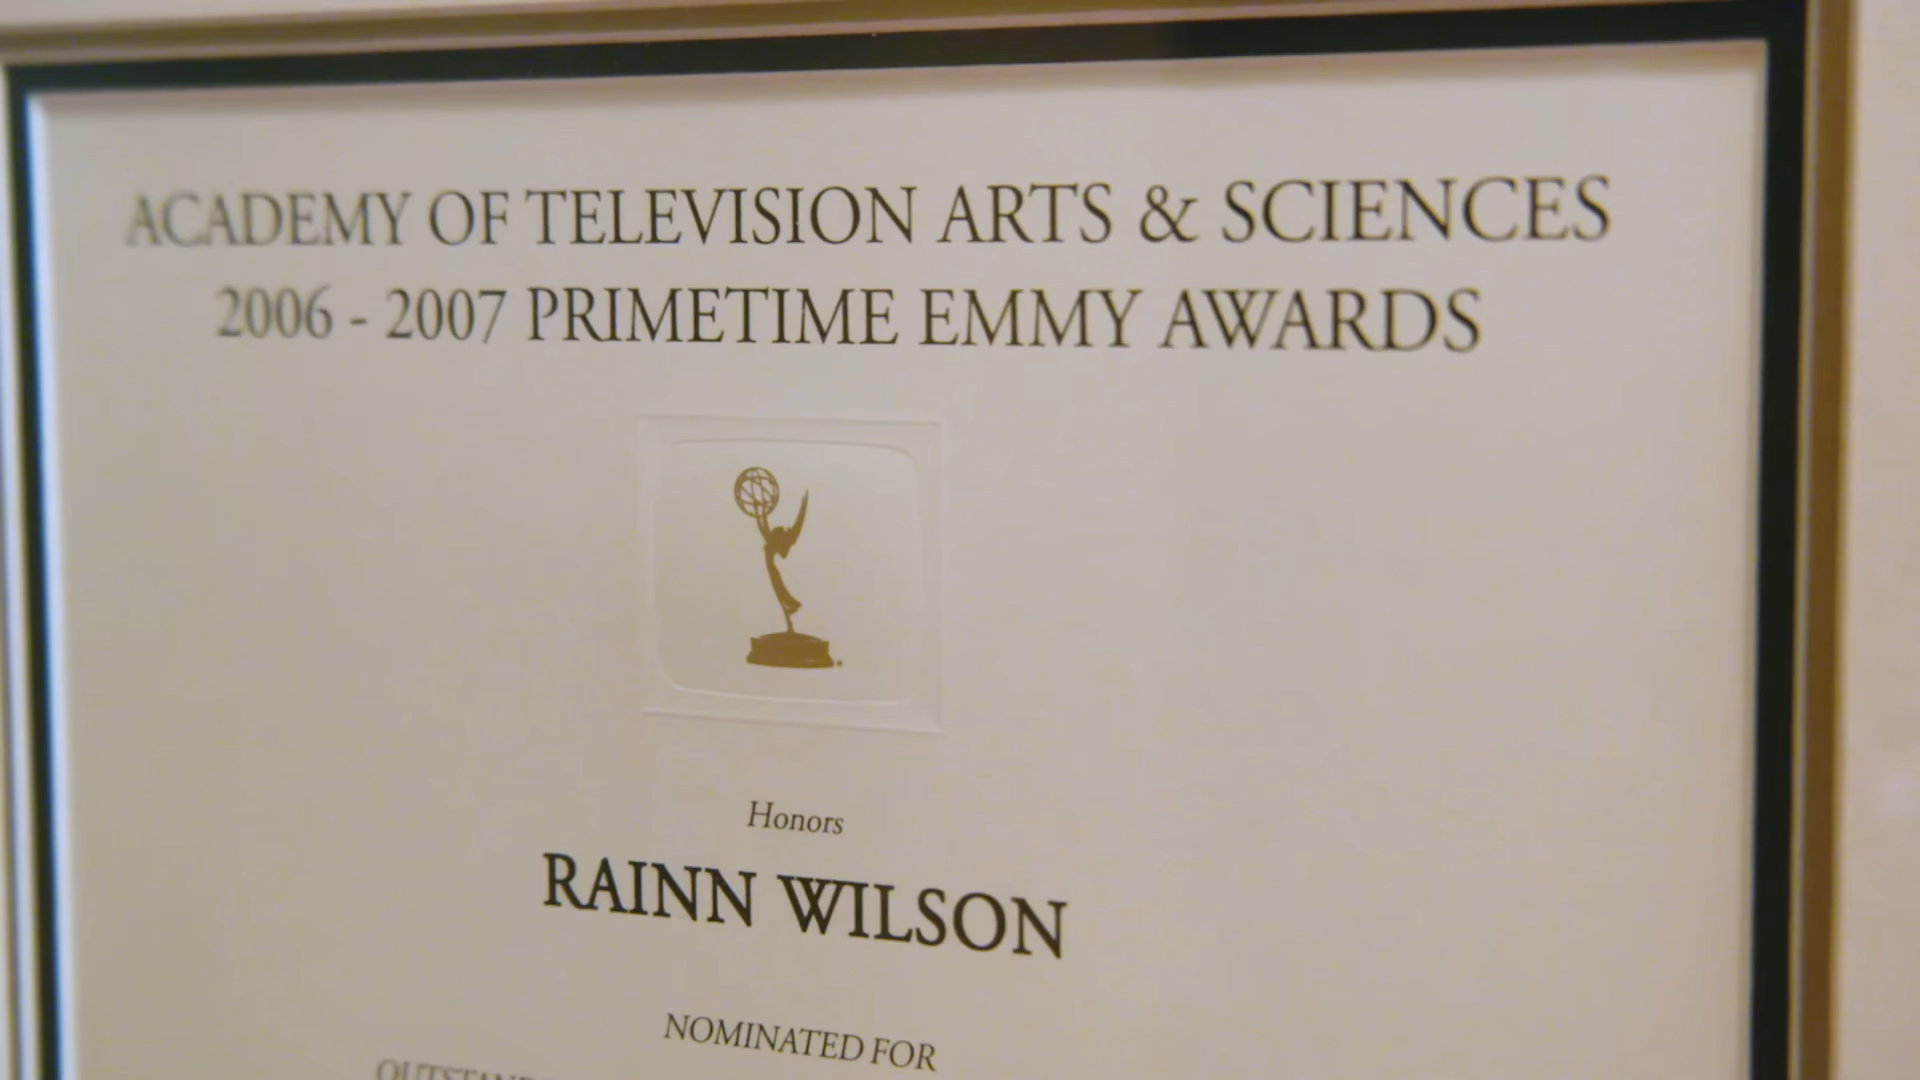 ACADEMY OF TELEVISION ARTS & SCIENCES
2006 - 2007 PRIMETIME EMMY AWARDS
Honors
RAINN WILSON
NOMINATED FOR